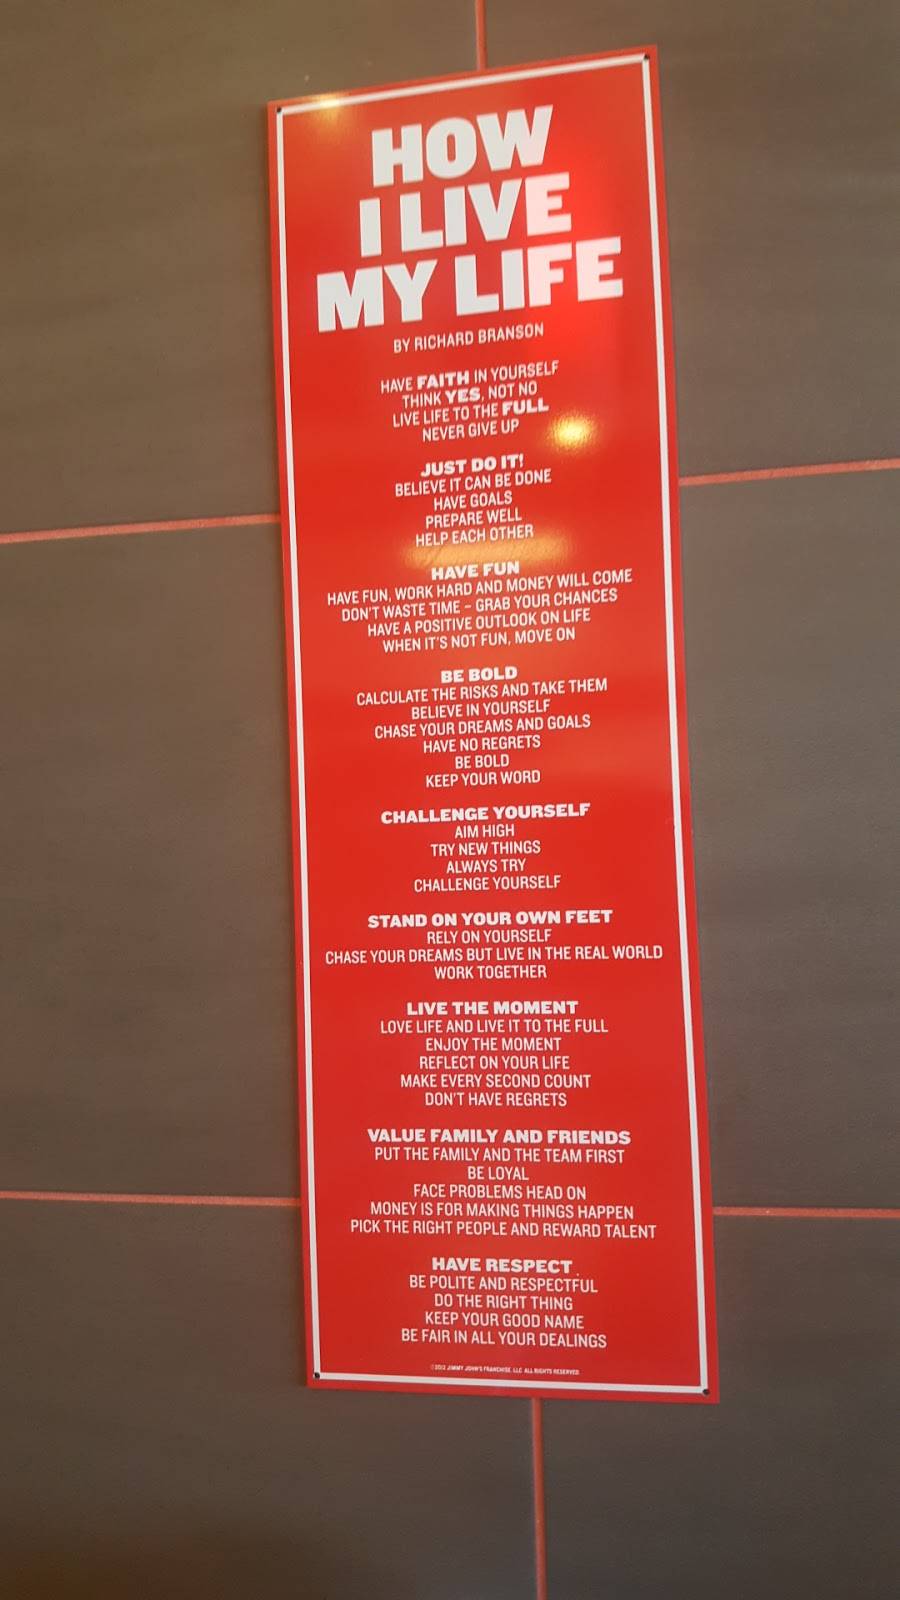 HOW
I LIVE
MY LIFE
BY RICHARD BRANSON
HAVE FAITH IN YOURSELF
THINK YES, NOT NO
LIVE LIFE TO THE FULL
NEVER GIVE UP
JUST DO IT!
BELIEVE IT CAN BE DONE
HAVE GOALS
PREPARE WELL
HELP EACH OTHER
HAVE FUN
HAVE FUN, WORK HARD AND MONEY WILL COME
DON'T WASTE TIME – GRAB YOUR CHANCES
HAVE A POSITIVE OUTLOOK ON LIFE
WHEN IT'S NOT FUN, MOVE ON
BE BOLD
CALCULATE THE RISKS AND TAKE THEM
BELIEVE IN YOURSELF
CHASE YOUR DREAMS AND GOALS
HAVE NO REGRETS
BE BOLD
KEEP YOUR WORD
CHALLENGE YOURSELF
AIM HIGH
TRY NEW THINGS
ALWAYS TRY
CHALLENGE YOURSELF
STAND ON YOUR OWN FEET
RELY ON YOURSELF
CHASE YOUR DREAMS BUT LIVE IN THE REAL WORLD
WORK TOGETHER
LIVE THE MOMENT
LOVE LIFE AND LIVE IT TO THE FULL
ENJOY THE MOMENT
REFLECT ON YOUR LIFE
MAKE EVERY SECOND COUNT
DON'T HAVE REGRETS
VALUE FAMILY AND FRIENDS
PUT THE FAMILY AND THE TEAM FIRST
BE LOYAL
FACE PROBLEMS HEAD ON
MONEY IS FOR MAKING THINGS HAPPEN
PICK THE RIGHT PEOPLE AND REWARD TALENT
HAVE RESPECT
BE POLITE AND RESPECTFUL
DO THE RIGHT THING
KEEP YOUR GOOD NAME
BE FAIR IN ALL YOUR DEALINGS
©2012 JIMMY JOHN'S FRANCHISE, LLC ALL RIGHTS RESERVED